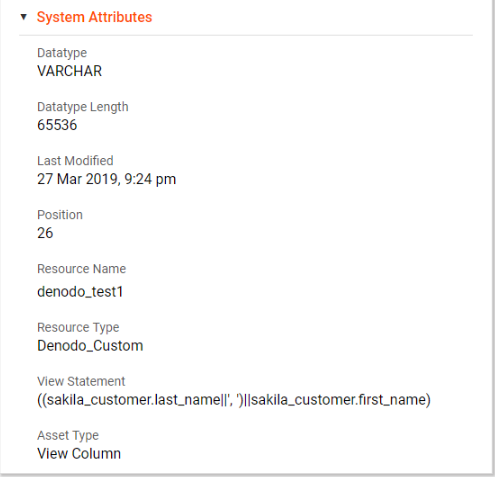 System Attributes
Datatype
VARCHAR
Datatype Length
65536
Last Modified
27 Mar 2019, 9:24 pm
Position
26
Resource Name
denodo_test1
Resource Type
Denodo_Custom
View Statement
((sakila_customer.last_name||', ')||sakila_customer.first_name)
Asset Type
View Column